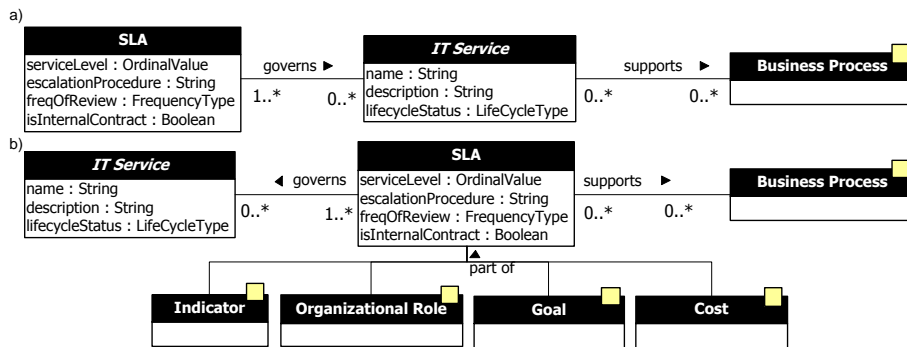 a)
SLA
serviceLevel : OrdinalValue
escalationProcedure : String
freqOfReview : FrequencyType
isInternalContract : Boolean
governs
1..*
0..*
IT Service
name : String
description : String
lifecycleStatus : LifeCycleType
supports
0..*
0..*
Business Process
b)
IT Service
name : String
description : String
lifecycleStatus : LifeCycleType
governs
0..*
1..*
SLA
serviceLevel : OrdinalValue
escalationProcedure : String
freqOfReview : FrequencyType
isInternalContract : Boolean
supports
0..*
0..*
Business Process
part of
Indicator
Organizational Role
Goal
Cost